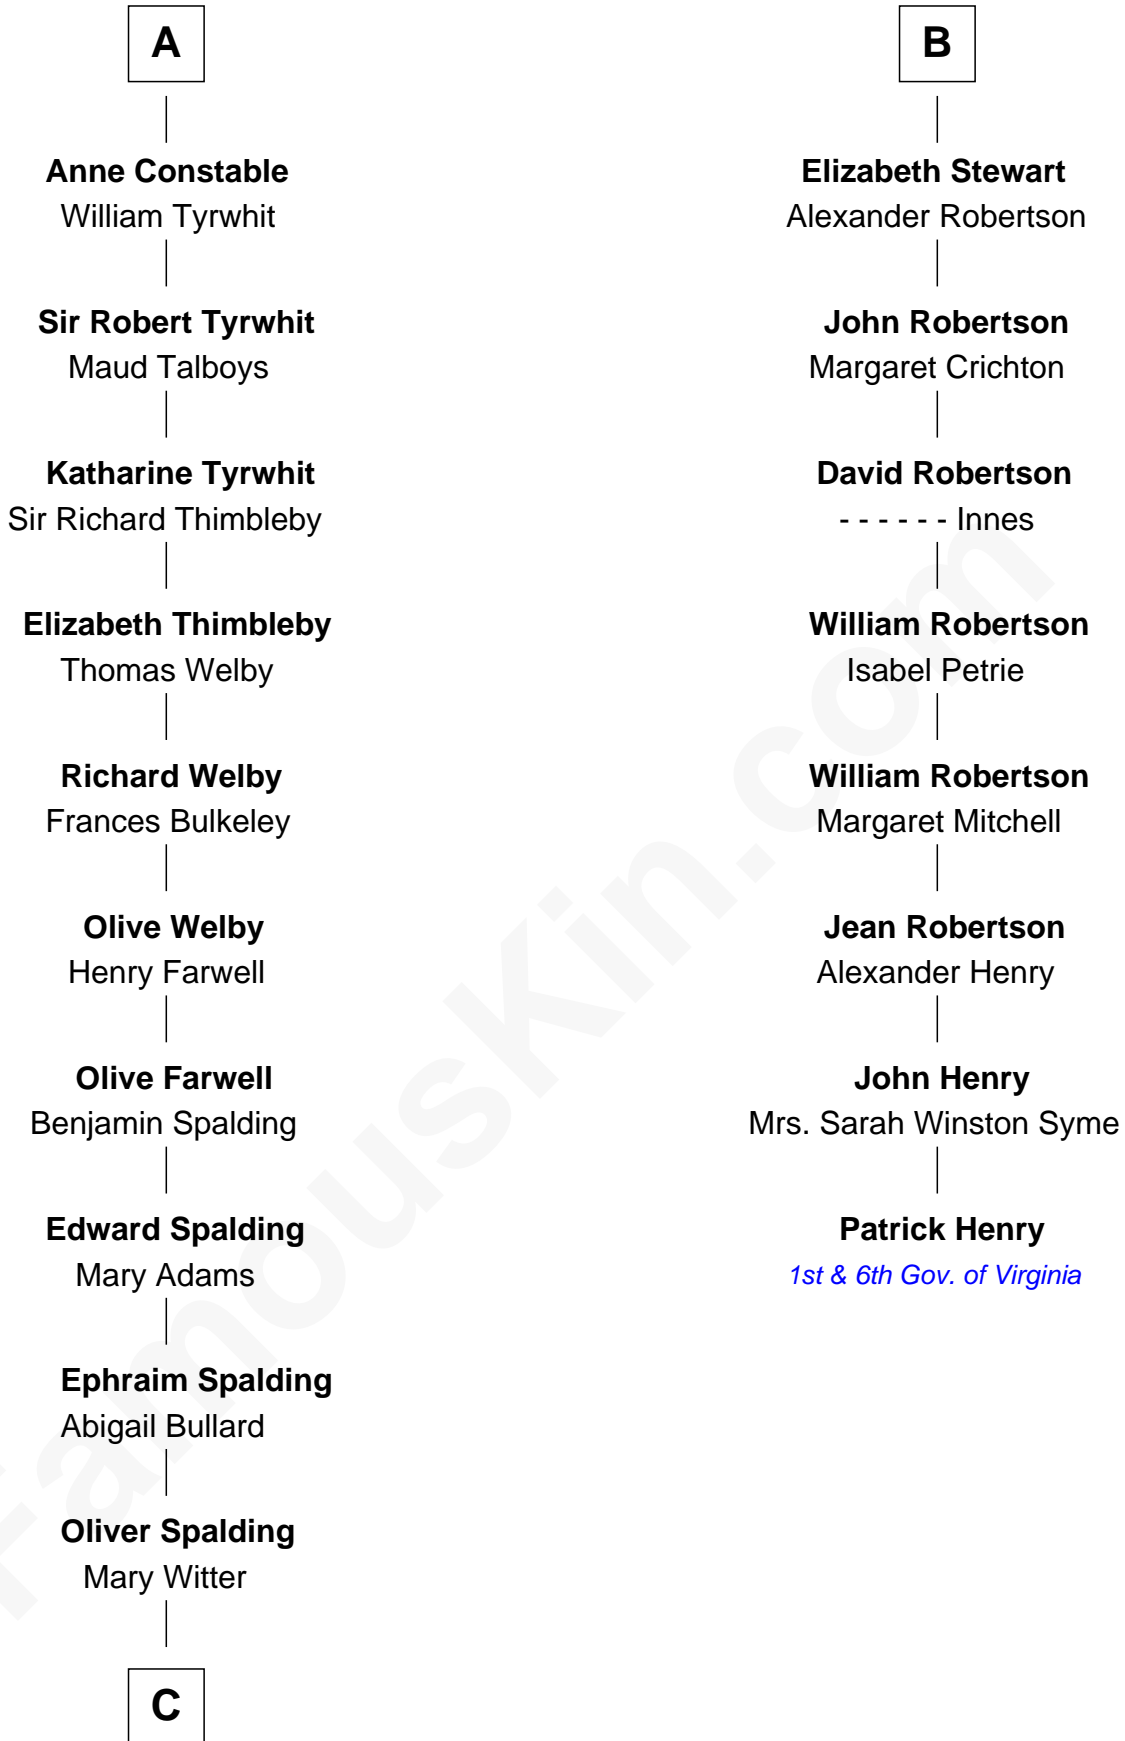 A
Anne Constable
William Tyrwhit
Sir Robert Tyrwhit
Maud Talboys
Katharine Tyrwhit
Sir Richard Thimbleby
Elizabeth Thimbleby
Thomas Welby
Richard Welby
Frances Bulkeley
Olive Welby
Henry Farwell
Olive Farwell
Benjamin Spalding
Edward Spalding
Mary Adams
Ephraim Spalding
Abigail Bullard
Oliver Spalding
Mary Witter
C
B
Elizabeth Stewart
Alexander Robertson
John Robertson
Margaret Crichton
David Robertson
- - - - - - Innes
William Robertson
Isabel Petrie
William Robertson
Margaret Mitchell
Jean Robertson
Alexander Henry
John Henry
Mrs. Sarah Winston Syme
Patrick Henry
1st & 6th Gov. of Virginia
FamousKin.com